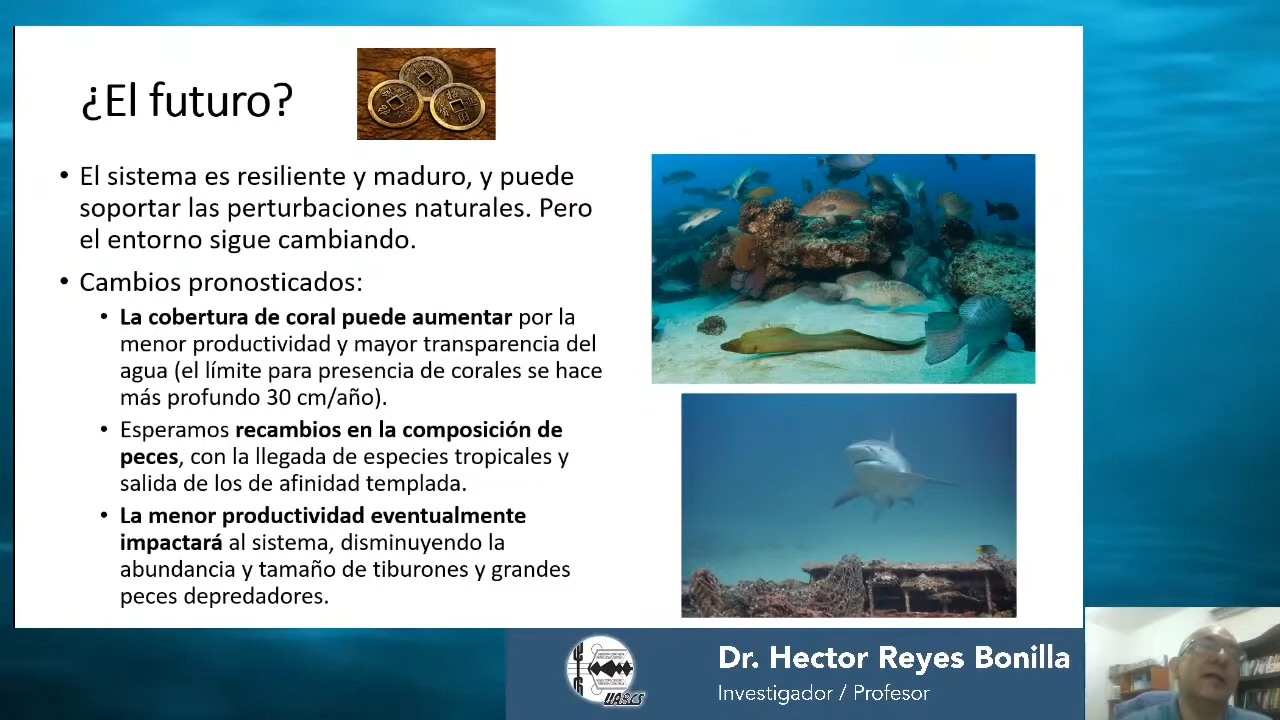 ¿El futuro?
• El sistema es resiliente y maduro, y puede
soportar las perturbaciones naturales. Pero
el entorno sigue cambiando.
• Cambios pronosticados:
• La cobertura de coral puede aumentar por la
menor productividad y mayor transparencia del
agua (el límite para presencia de corales se hace
más profundo 30 cm/año).
• Esperamos recambios en la composición de
peces, con la llegada de especies tropicales y
salida de los de afinidad templada.
• La menor productividad eventualmente
impactará al sistema, disminuyendo la
abundancia y tamaño de tiburones y grandes
peces depredadores.
UABCS
Dr. Hector Reyes Bonilla
Investigador / Profesor